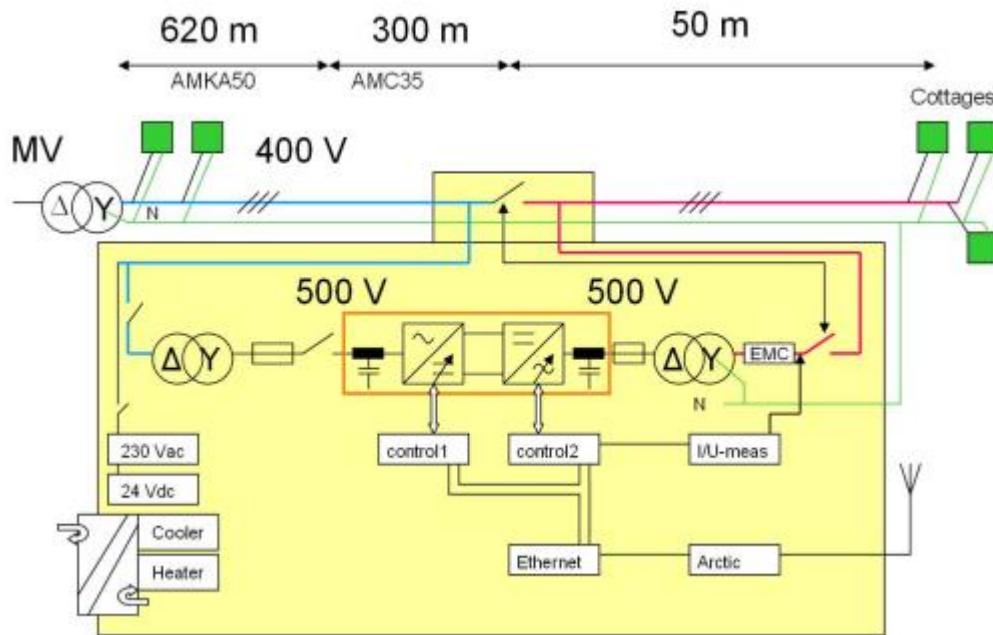 620 m 300 m 50 m
AMKA50 AMC35
Cottages
MV 400 V
Δ Y N
500 V 500 V
Δ Y Δ Y EMC
N
230 Vac control1 control2 I/U-meas
24 Vdc
Cooler
Heater Ethernet Arctic